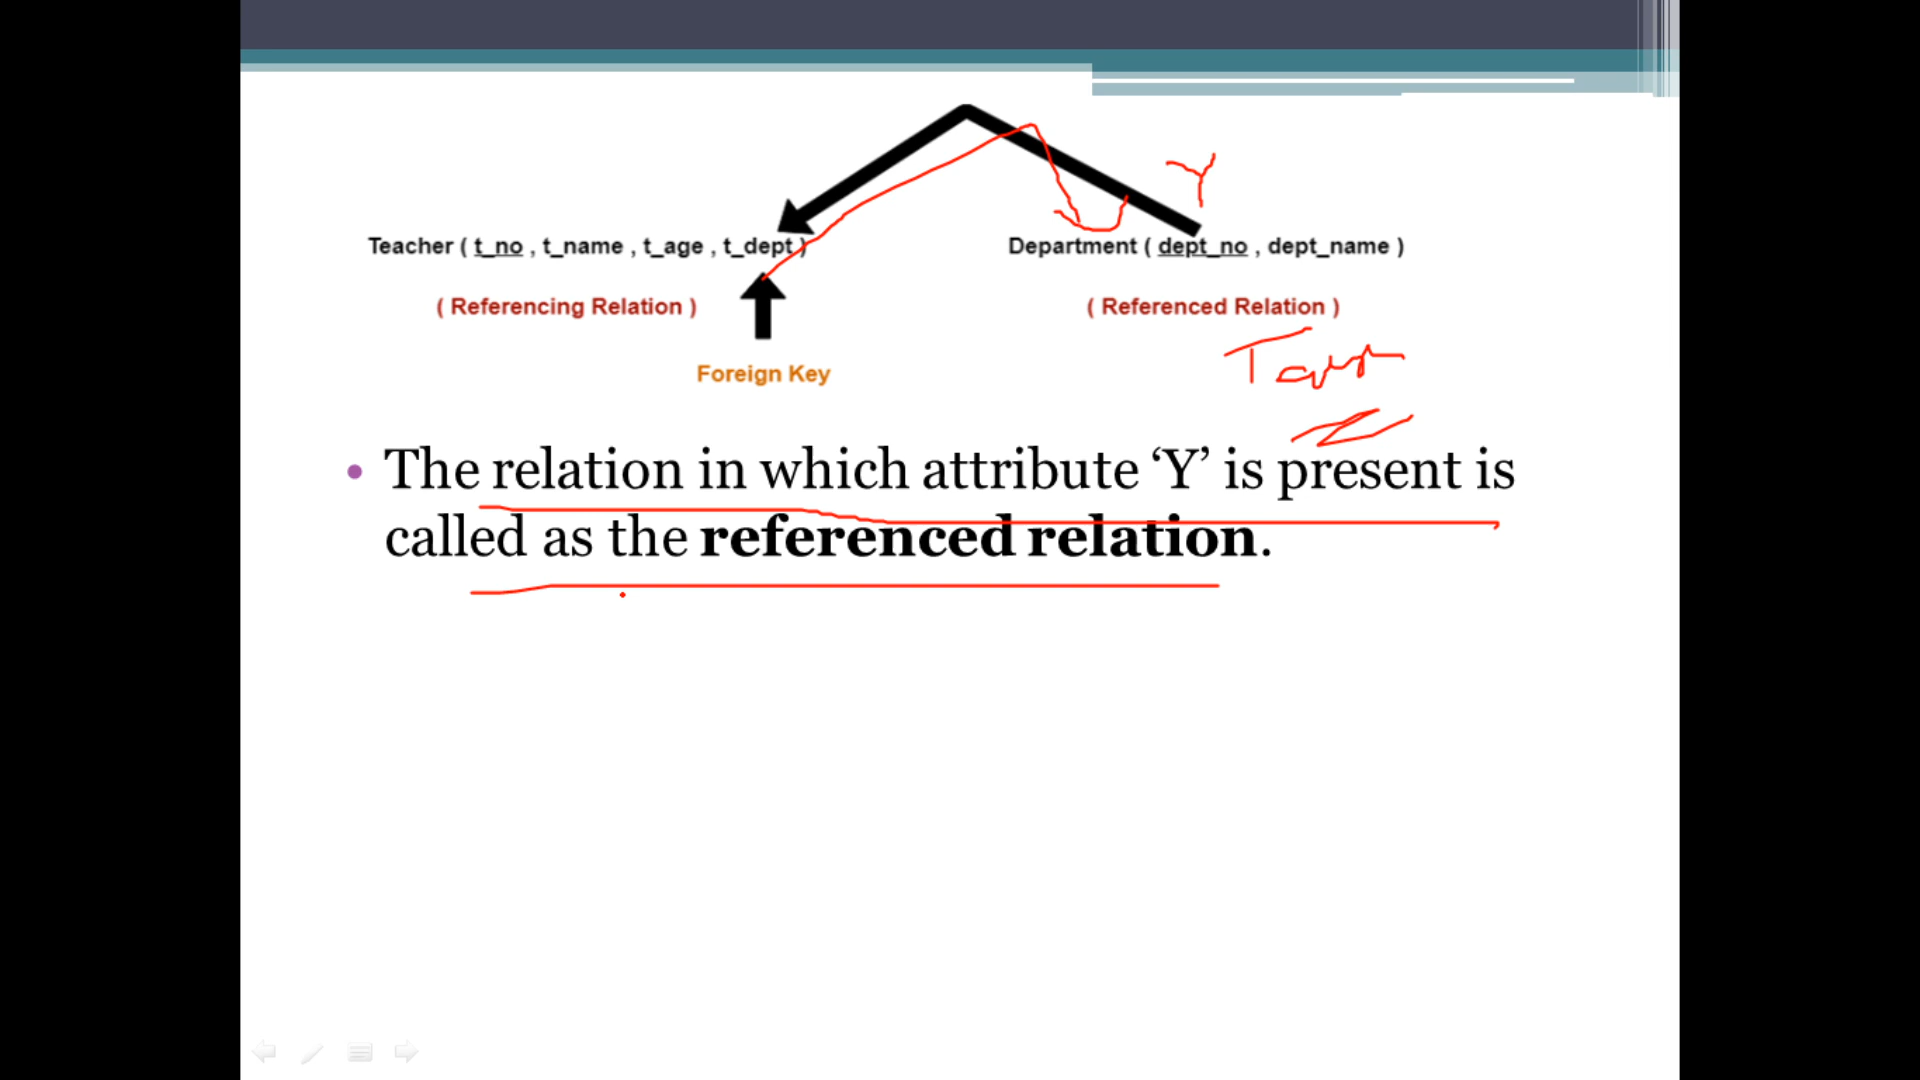 Y
Teacher ( t_no , t_name , t_age , t_dept ) Department ( dept_no , dept_name )
( Referencing Relation ) ( Referenced Relation )
Foreign Key
• The relation in which attribute ‘Y’ is present is
called as the referenced relation.